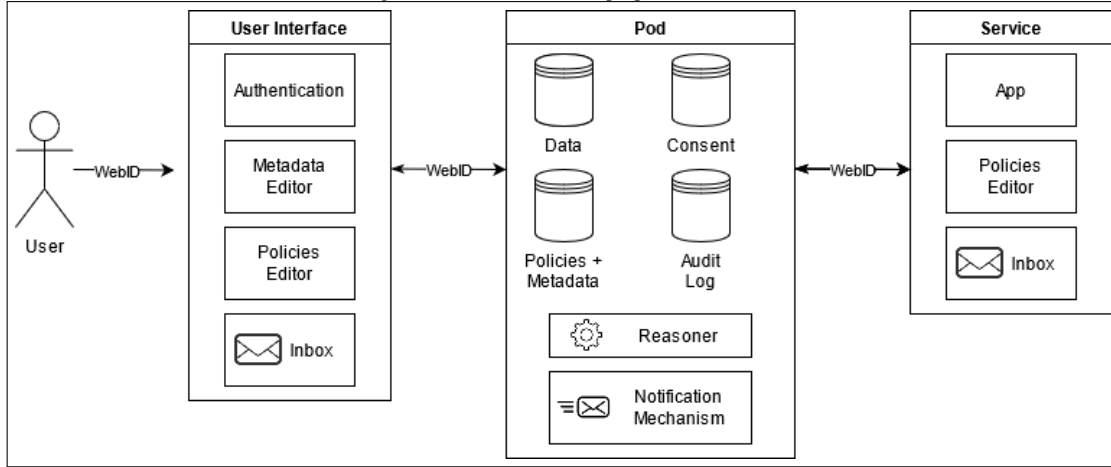 User Interface
Pod
Service
Authentication
Metadada
Editor
Policies
Editor
Inbox
User
WebID
WebID
WebID
Data
Consent
Policies +
Metadata
Audit
Log
Reasoner
Notification
Mechanism
App
Policies
Editor
Inbox